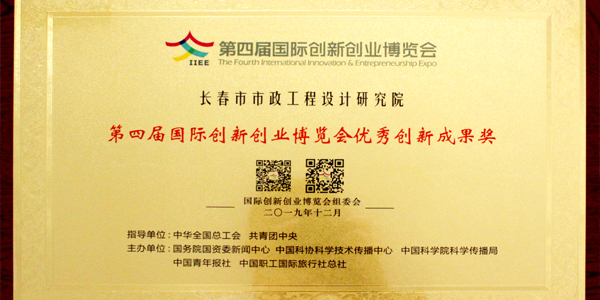 IIEE 第四届国际创新创业博览会
The Fourth International Innovation & Entrepreneurship Expo
长春市市政工程设计研究院
第四届国际创新创业博览会优秀创新成果奖
国际创新创业博览会组委会
二〇一九年十二月
指导单位：中华全国总工会 共青团中央
主办单位：国务院国资委新闻中心 中国科协科学技术传播中心 中国科学院科学传播局
中国青年报社 中国职工国际旅行社总社